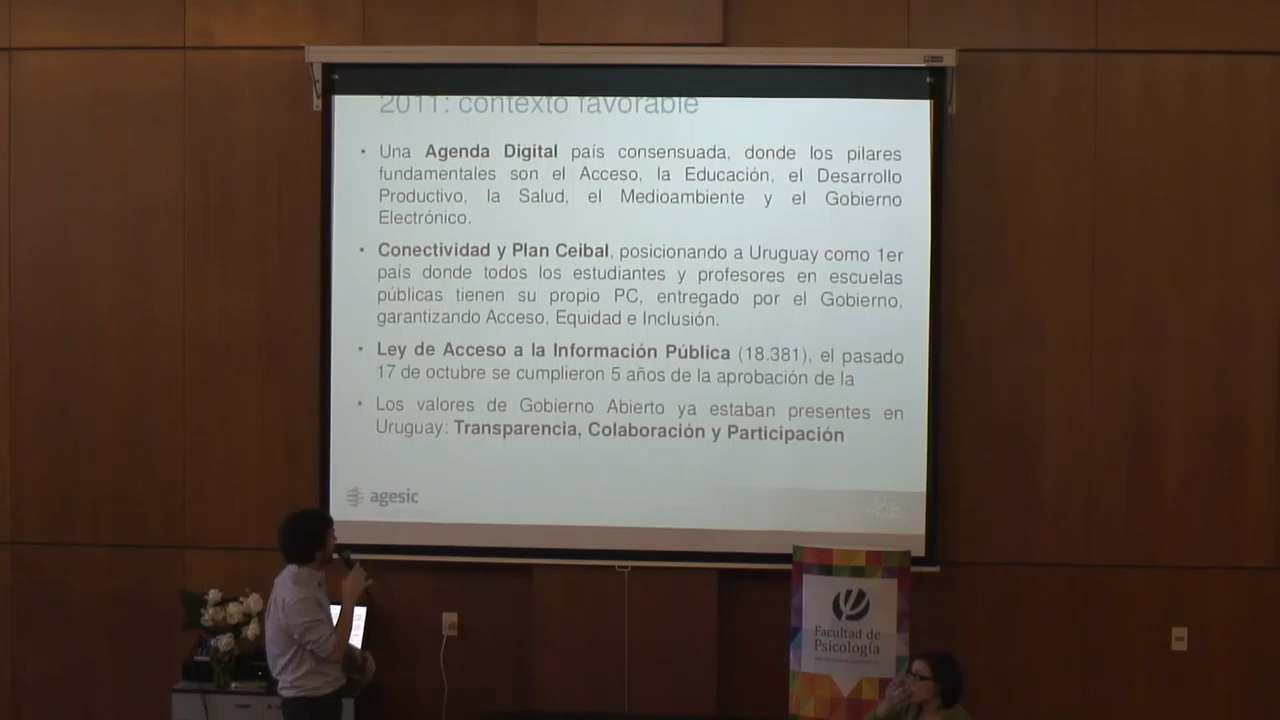 2011: contexto favorable
• Una Agenda Digital país consensuada, donde los pilares
fundamentales son el Acceso, la Educación, el Desarrollo
Productivo, la Salud, el Medioambiente y el Gobierno
Electrónico.
• Conectividad y Plan Ceibal, posicionando a Uruguay como 1er
país donde todos los estudiantes y profesores en escuelas
públicas tienen su propio PC, entregado por el Gobierno,
garantizando Acceso, Equidad e Inclusión.
• Ley de Acceso a la Información Pública (18.381), el pasado
17 de octubre se cumplieron 5 años de la aprobación de la
• Los valores de Gobierno Abierto ya estaban presentes en
Uruguay: Transparencia, Colaboración y Participación
agesic
Facultad de
Psicología